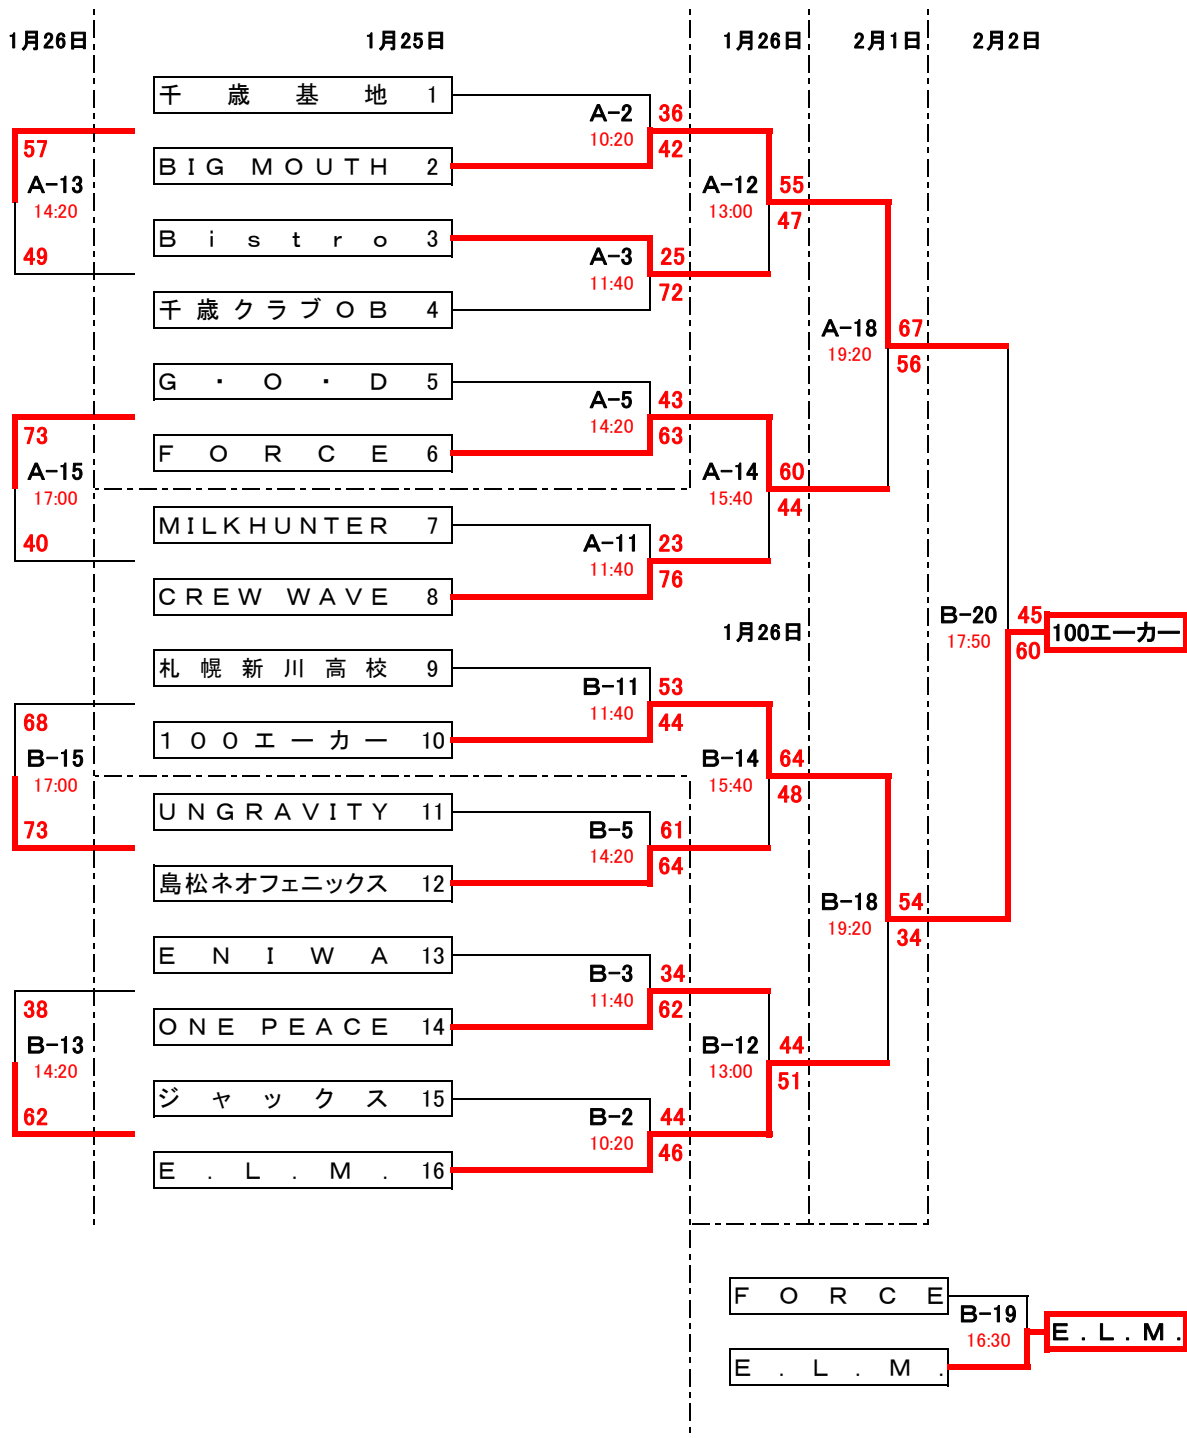 1月26日 1月25日 1月26日 2月1日 2月2日
千歳基地 1
A-2 36
10:20 42
57
BIG MOUTH 2
A-13
14:20
A-12 55
13:00 47
Bistro 3
49
A-3 25
11:40 72
千歳クラブOB 4
A-18 67
19:20 56
G・O・D 5
A-5 43
14:20 63
73
FORCE 6
A-15
17:00
A-14 60
15:40 44
MILKHUNTER 7
40
A-11 23
11:40 76
CREW WAVE 8
B-20 45
17:50 60
100エーカー
1月26日
札幌新川高校 9
B-11 53
11:40 44
68
100エーカー 10
B-15
17:00
B-14 64
15:40 48
UNGRAVITY 11
73
B-5 61
14:20 64
島松ネオフェニックス 12
B-18 54
19:20 34
ENIWA 13
B-3 34
11:40 62
38
ONE PEACE 14
B-13
14:20
B-12 44
13:00 51
ジャックス 15
62
B-2 44
10:20 46
E.L.M. 16
FORCE
B-19
16:30
E.L.M.
E.L.M.